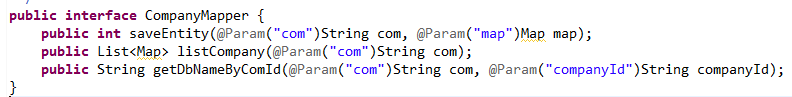 public interface CompanyMapper {
    public int saveEntity(@Param("com")String com, @Param("map")Map map);
    public List<Map> listCompany(@Param("com")String com);
    public String getDbNameByComId(@Param("com")String com, @Param("companyId")String companyId);
}